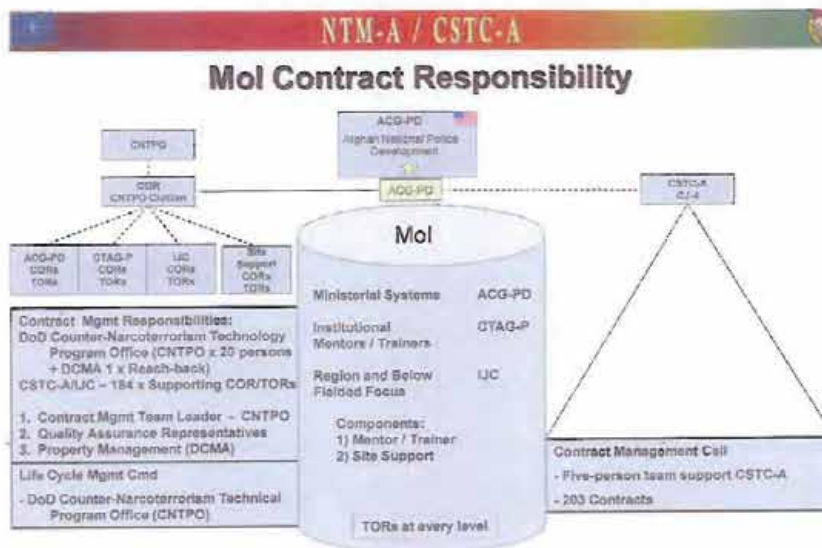 NTM-A / CSTC-A
MoI Contract Responsibility
ACG-PD
Afghan National Police
Development
CNTPO
COR
CNTPO Civilian
ACG-PD
CSTC-A
CJ-4
MoI
ACG-PD
CORs
TORs
CTAG-P
CORs
TORs
IJC
CORs
TORs
Site
Support
CORs
TORs
Ministerial Systems ACG-PD
Institutional CTAG-P
Mentors / Trainers
Region and Below IJC
Fielded Focus
Components:
1) Mentor / Trainer
2) Site Support
TORs at every level
Contract Mgmt Responsibilities:
DoD Counter-Narcoterrorism Technology
Program Office (CNTPO x 20 persons
+ DCMA 1 x Reach-back)
CSTC-A/IJC – 184 x Supporting COR/TORs
1. Contract Mgmt Team Leader - CNTPO
2. Quality Assurance Representatives
3. Property Management (DCMA)
Life Cycle Mgmt Cmd
- DoD Counter-Narcoterrorism Technical
Program Office (CNTPO)
Contract Management Cell
- Five-person team support CSTC-A
- 203 Contracts